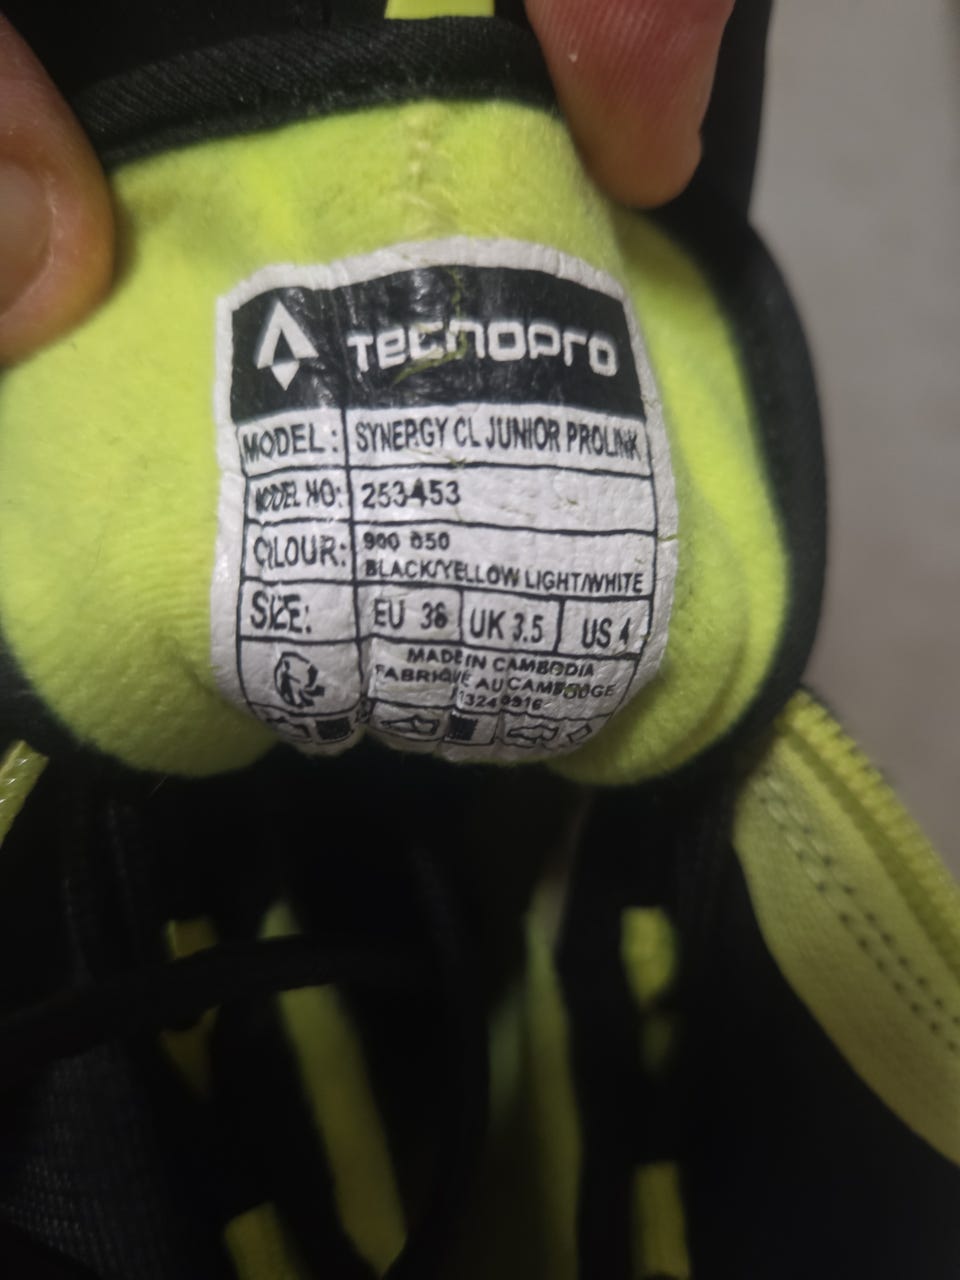 TECNOPRO
MODEL: SYNERGY CL JUNIOR PROLINK
MODEL NO: 253453
COLOUR: 900 050
BLACK/YELLOW LIGHT/WHITE
SIZE: EU 36 UK 3.5 US 4
MADE IN CAMBODIA
FABRIQUÉ AU CAMBODGE